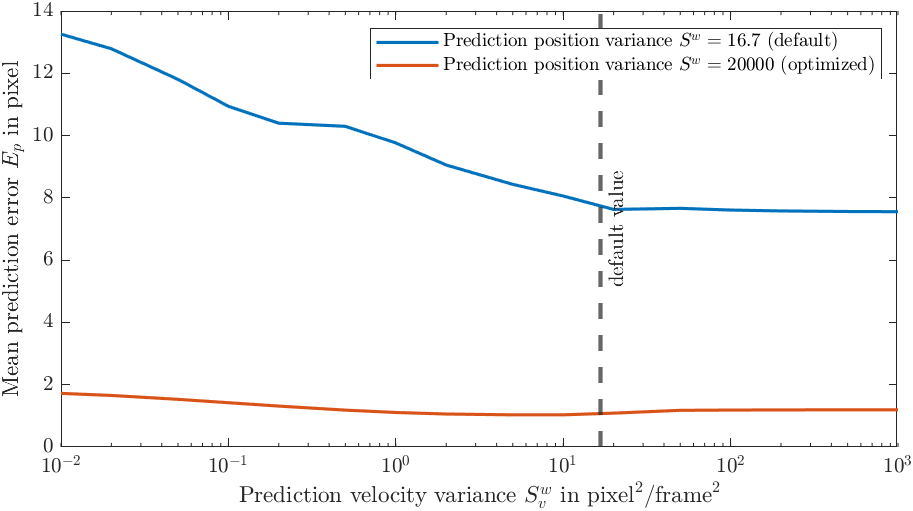 14
12
10
8
6
4
2
0
Mean prediction error E_p in pixel
Prediction position variance S^w = 16.7 (default)
Prediction position variance S^w = 20000 (optimized)
default value
10^-2
10^-1
10^0
10^1
10^2
10^3
Prediction velocity variance S_v^w in pixel^2/frame^2